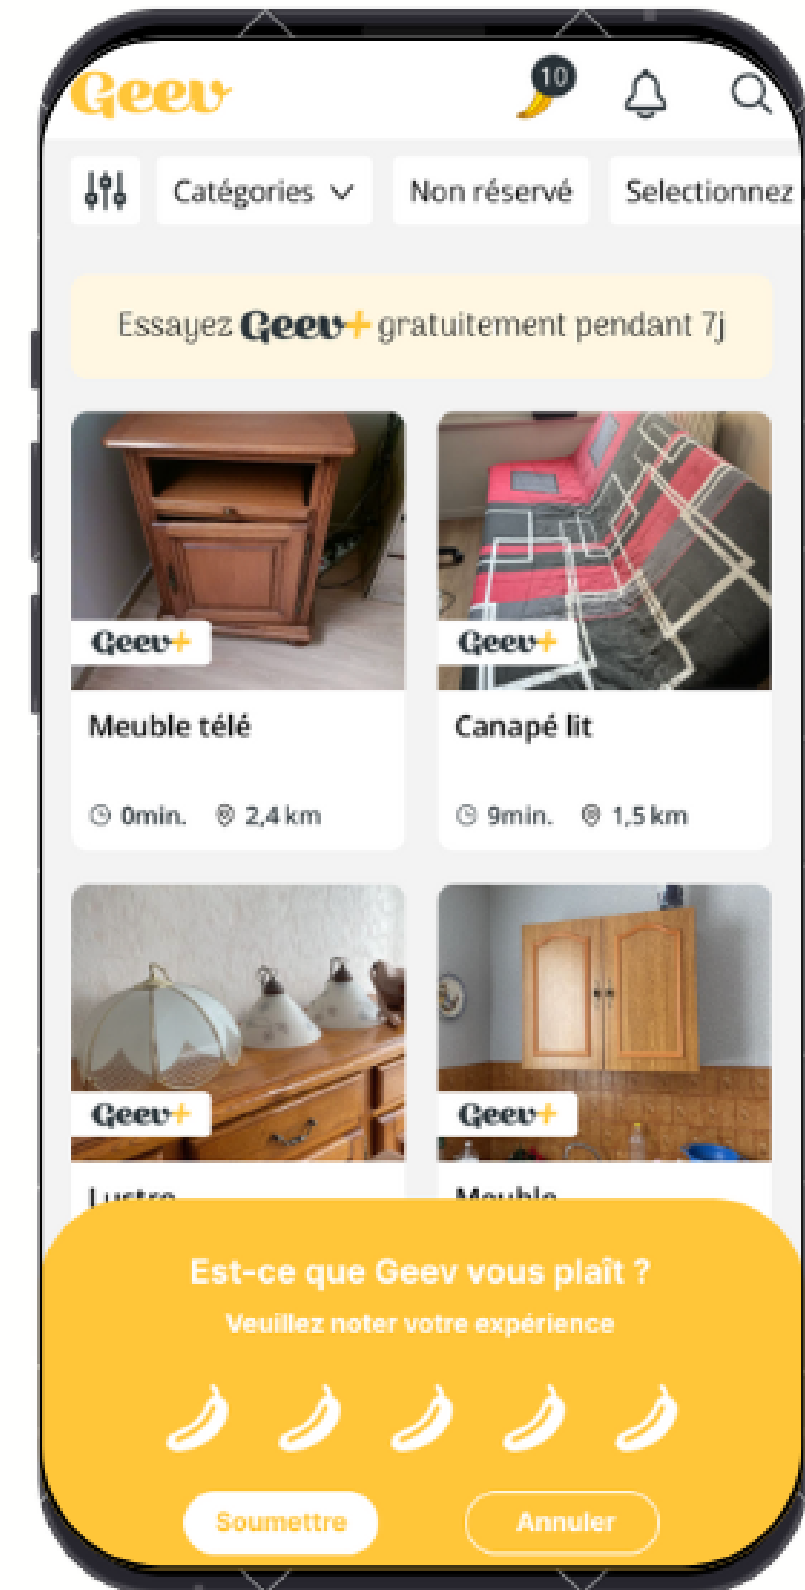 Geev
10
Catégories
Non réservé
Selectionnez
Essayez Geev+ gratuitement pendant 7j
Geev+
Geev+
Meuble télé
Canapé lit
0min. 2,4 km
9min. 1,5 km
Geev+
Geev+
Lustre
Meuble
Est-ce que Geev vous plaît ?
Veuillez noter votre expérience
Soumettre
Annuler